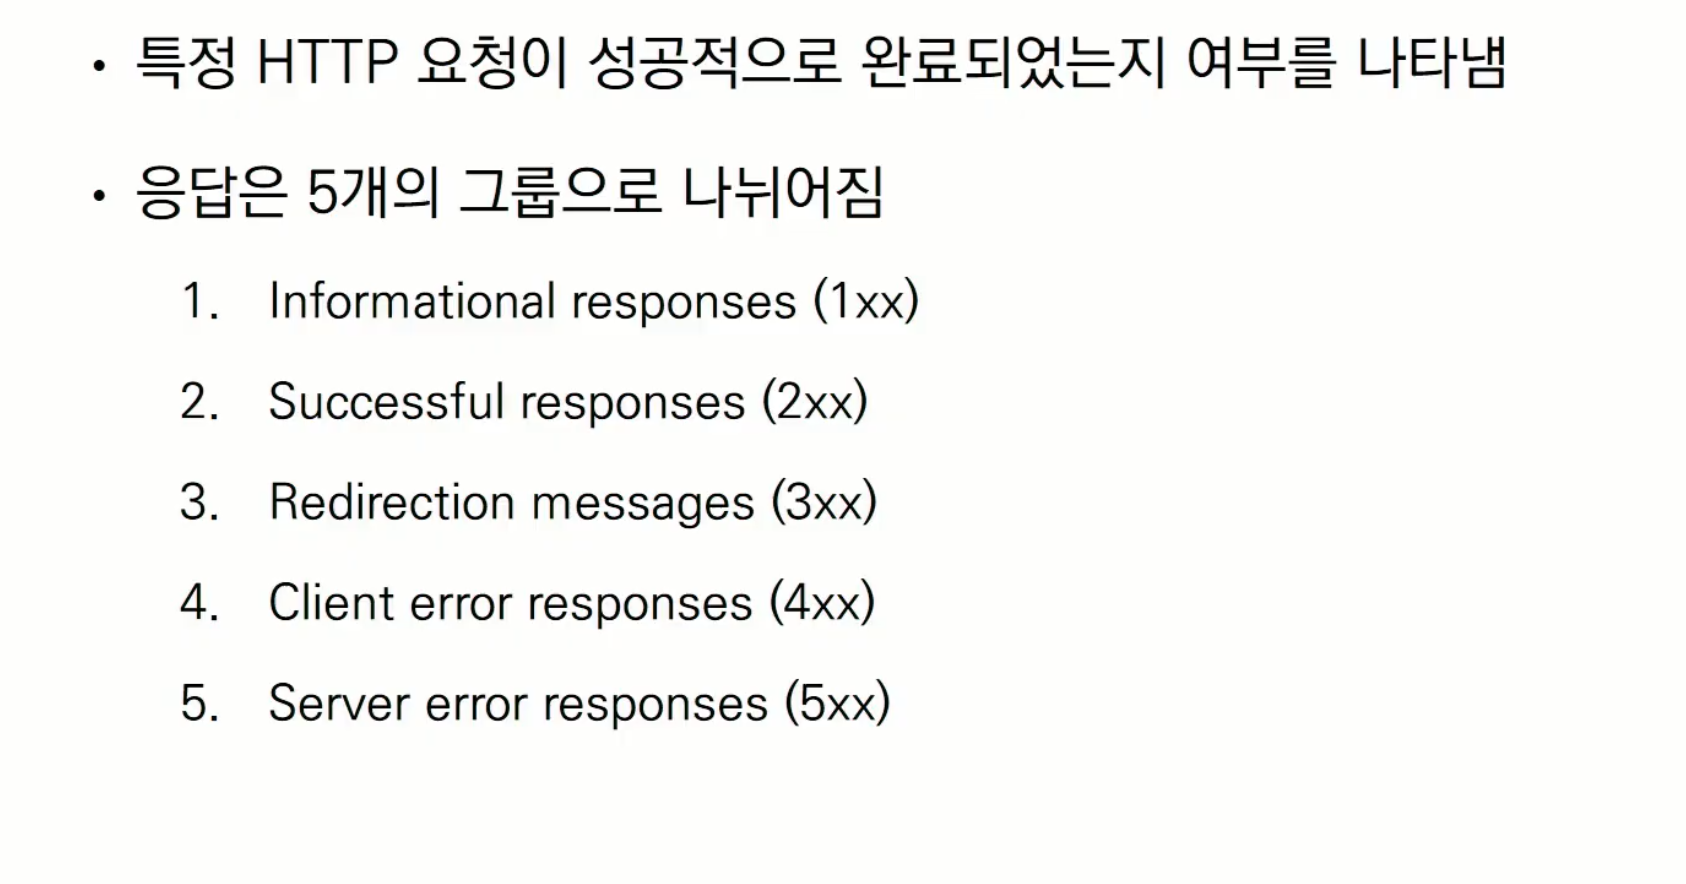 • 특정 HTTP 요청이 성공적으로 완료되었는지 여부를 나타냄
• 응답은 5개의 그룹으로 나뉘어짐
1. Informational responses (1xx)
2. Successful responses (2xx)
3. Redirection messages (3xx)
4. Client error responses (4xx)
5. Server error responses (5xx)